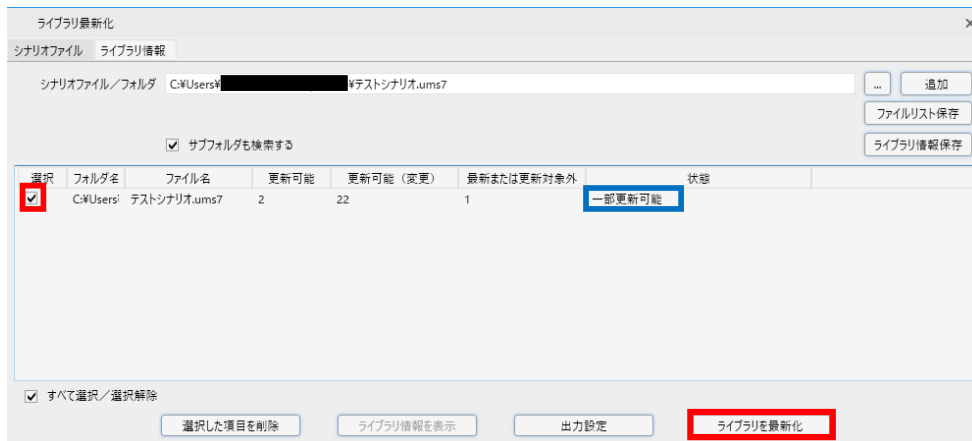 ライブラリ最新化
シナリオファイル ライブラリ情報
シナリオファイル／フォルダ C:¥Users¥ ¥テストシナリオ.ums7 ... 追加
ファイルリスト保存
サブフォルダも検索する ライブラリ情報保存
選択 フォルダ名 ファイル名 更新可能 更新可能（変更） 最新または更新対象外 状態
C:¥Users¥ テストシナリオ.ums7 2 22 1 一部更新可能
すべて選択／選択解除
選択した項目を削除 ライブラリ情報を表示 出力設定 ライブラリを最新化